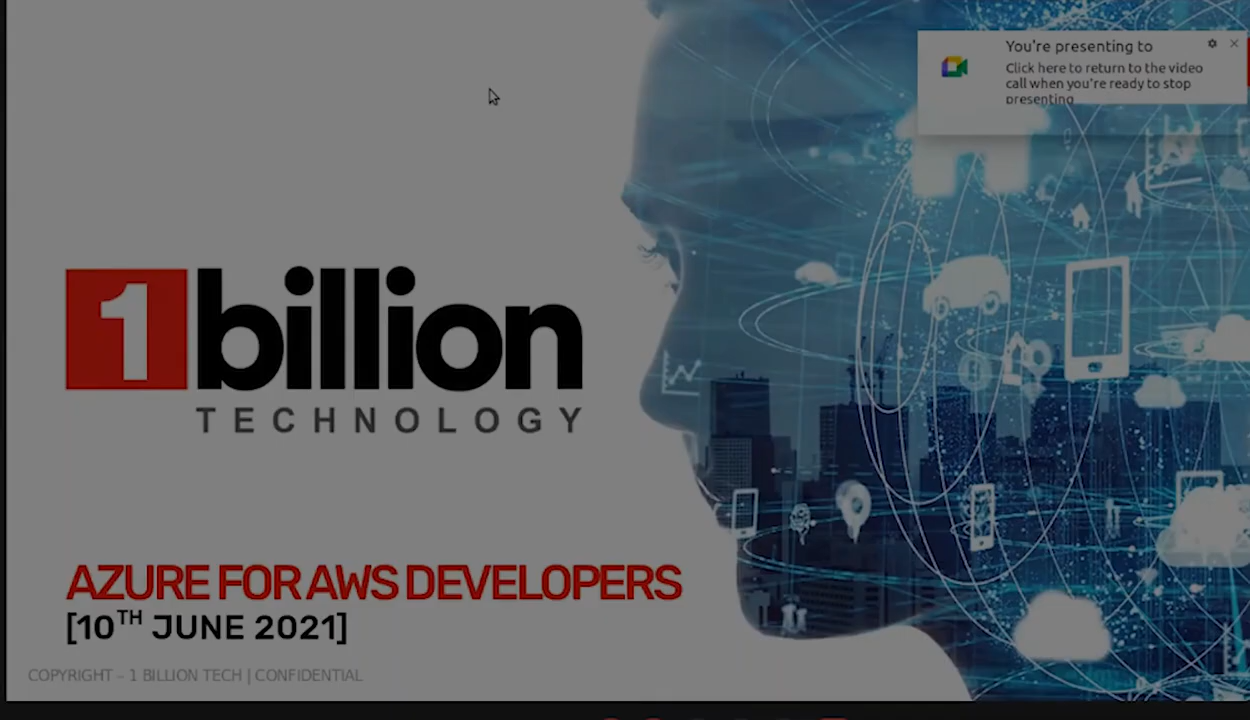 You're presenting to
Click here to return to the video
call when you're ready to stop
presenting
1billion
TECHNOLOGY
AZURE FOR AWS DEVELOPERS
[10TH JUNE 2021]
COPYRIGHT – 1 BILLION TECH | CONFIDENTIAL